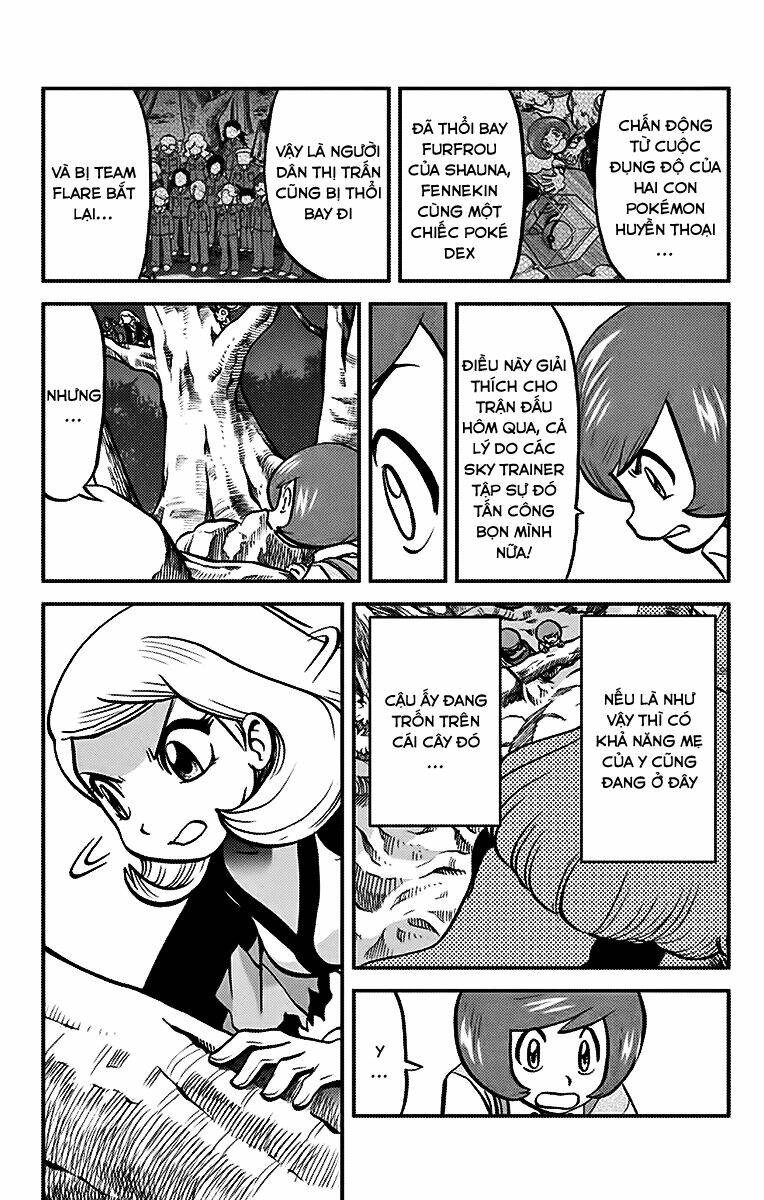 CHẤN ĐỘNG
TỪ CUỘC
ĐỤNG ĐỘ CỦA
HAI CON
POKÉMON
HUYỀN THOẠI
...
ĐÃ THỔI BAY
FURFROU
CỦA SHAUNA,
FENNEKIN
CÙNG MỘT
CHIẾC POKÉ
DEX
VẬY LÀ NGƯỜI
DÂN THỊ TRẤN
CŨNG BỊ THỔI
BAY ĐI
VÀ BỊ TEAM
FLARE BẮT
LẠI...
ĐIỀU NÀY GIẢI
THÍCH CHO
TRẬN ĐẤU
HÔM QUA, CẢ
LÝ DO CÁC
SKY TRAINER
TẬP SỰ ĐÓ
TẤN CÔNG
BỌN MÌNH
NỮA!
NHƯNG
...
NẾU LÀ NHƯ
VẬY THÌ CÓ
KHẢ NĂNG MẸ
CỦA Y CŨNG
ĐANG Ở ĐÂY
CẬU ẤY ĐANG
TRỐN TRÊN
CÁI CÂY ĐÓ
...
Y
...